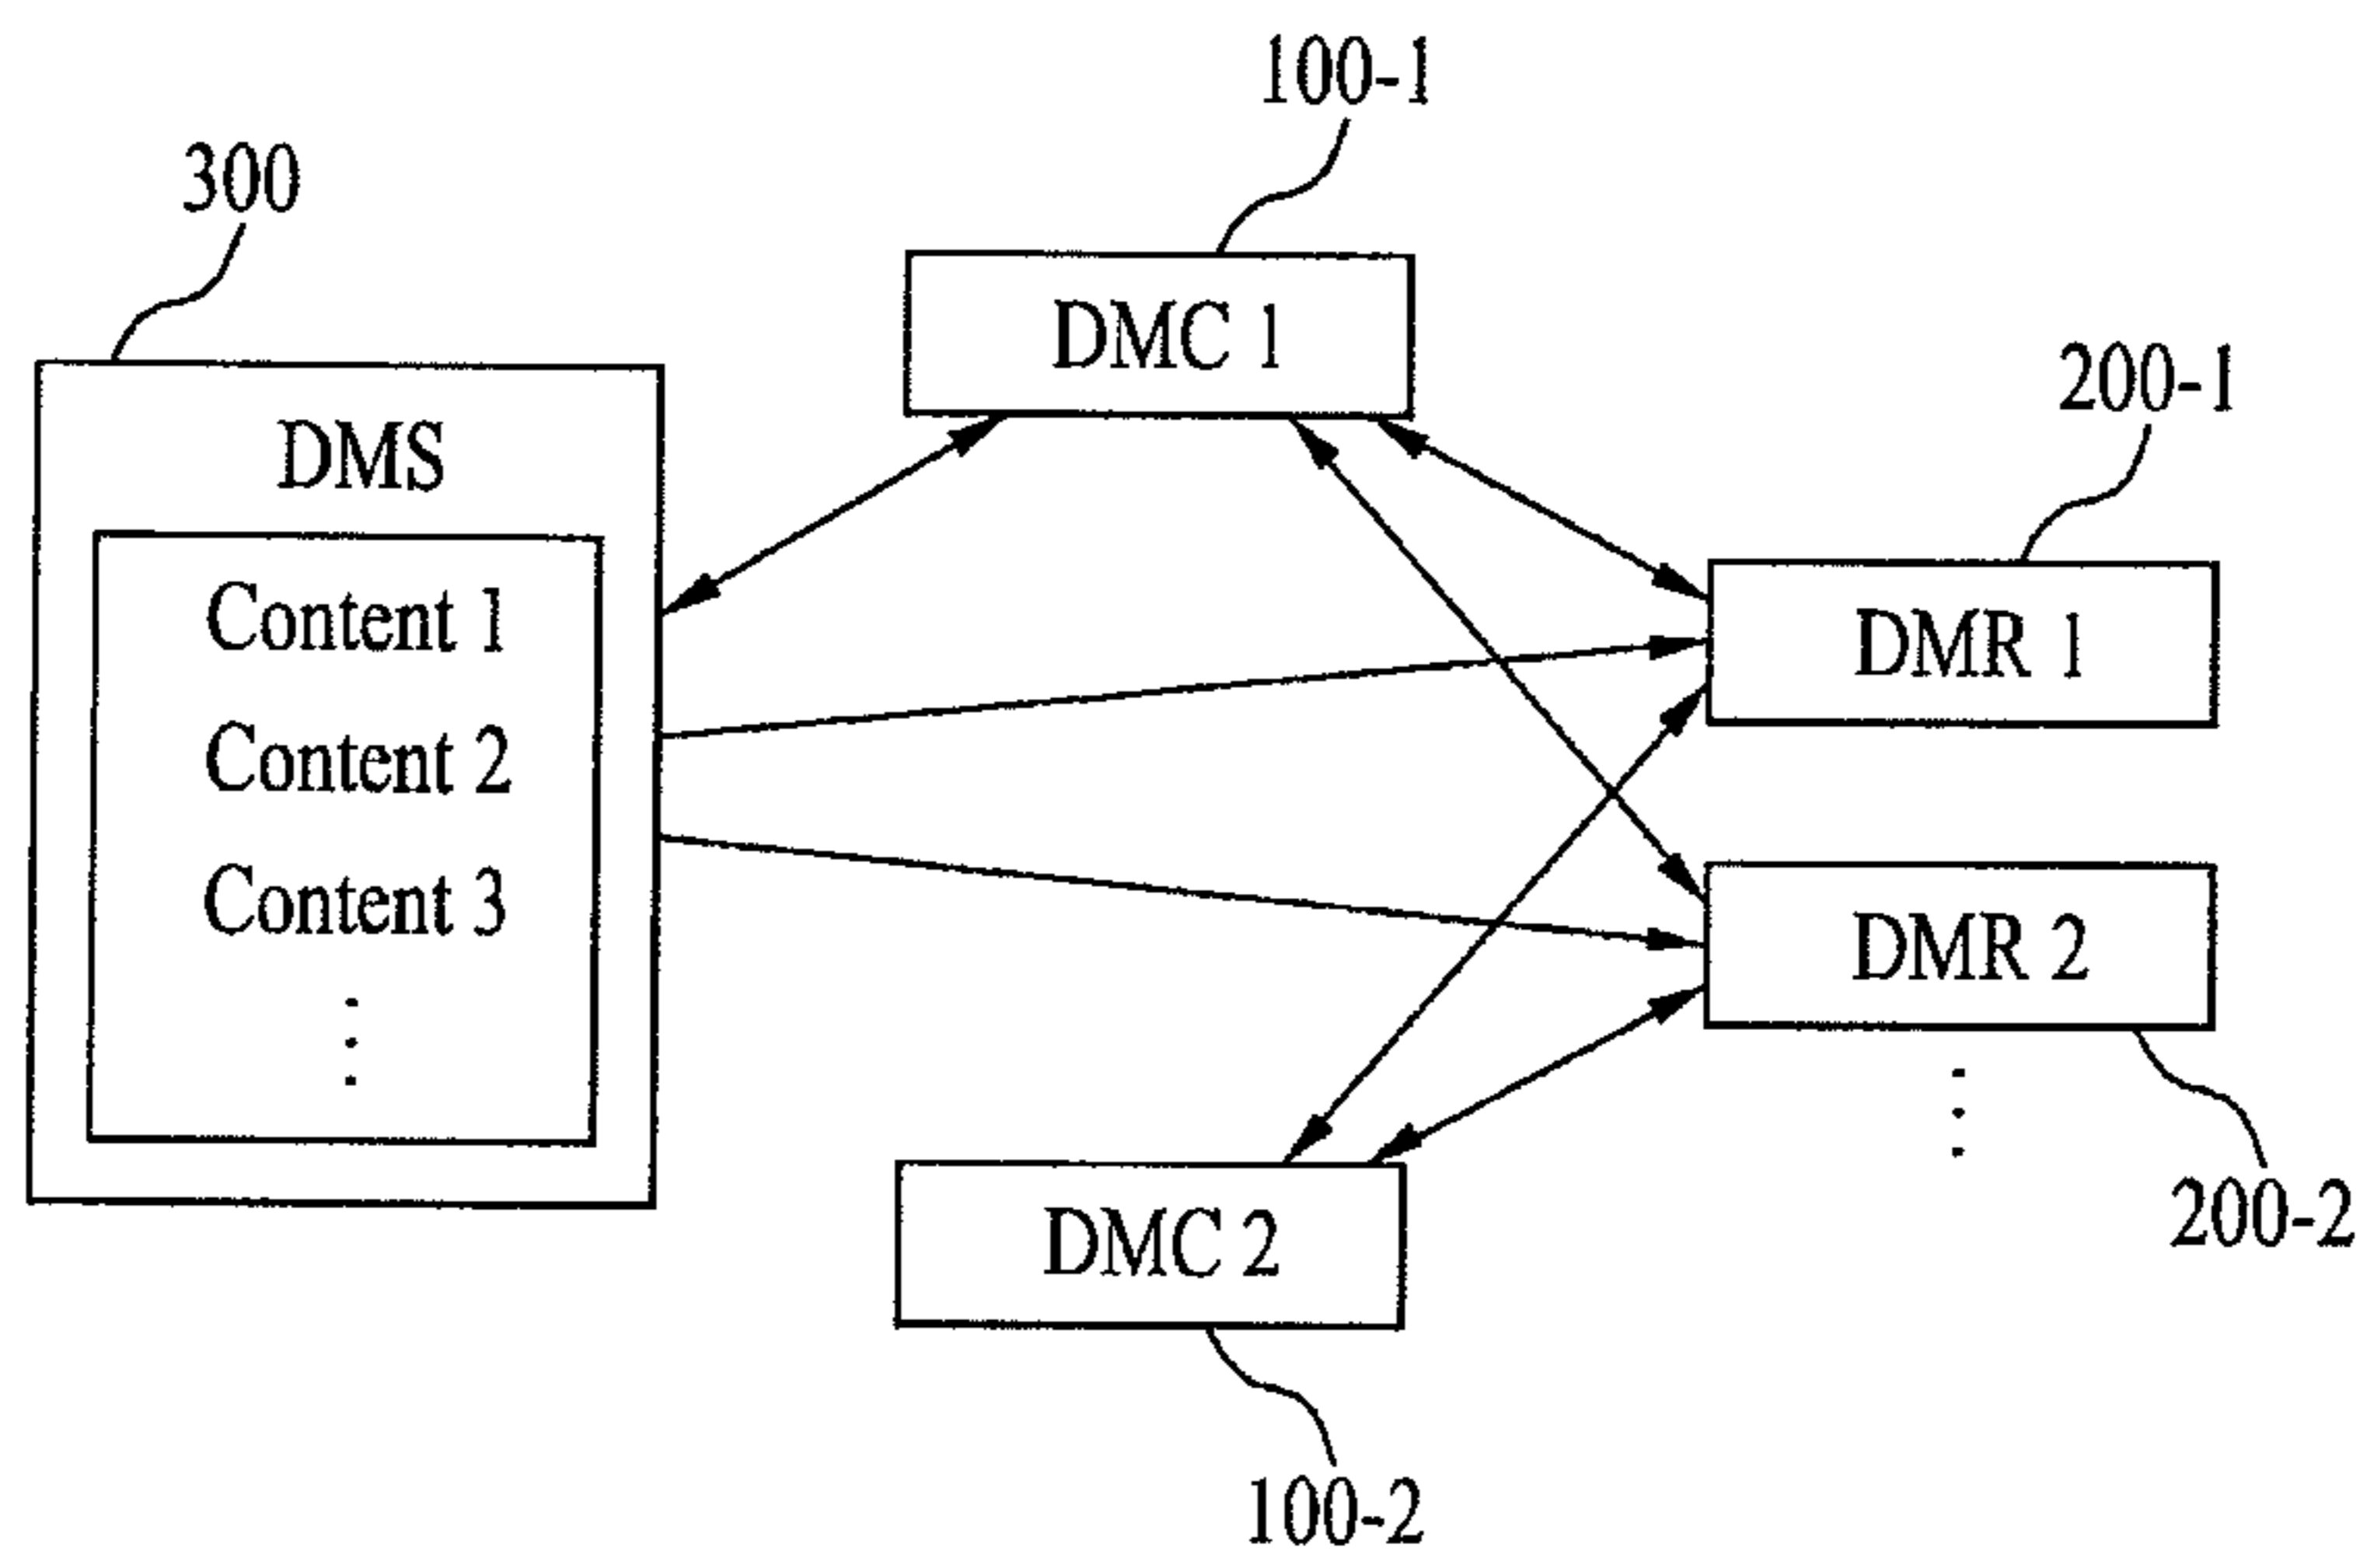 100-1
300
DMC 1
200-1
DMS
Content 1
DMR 1
Content 2
Content 3
DMR 2
200-2
DMC 2
100-2